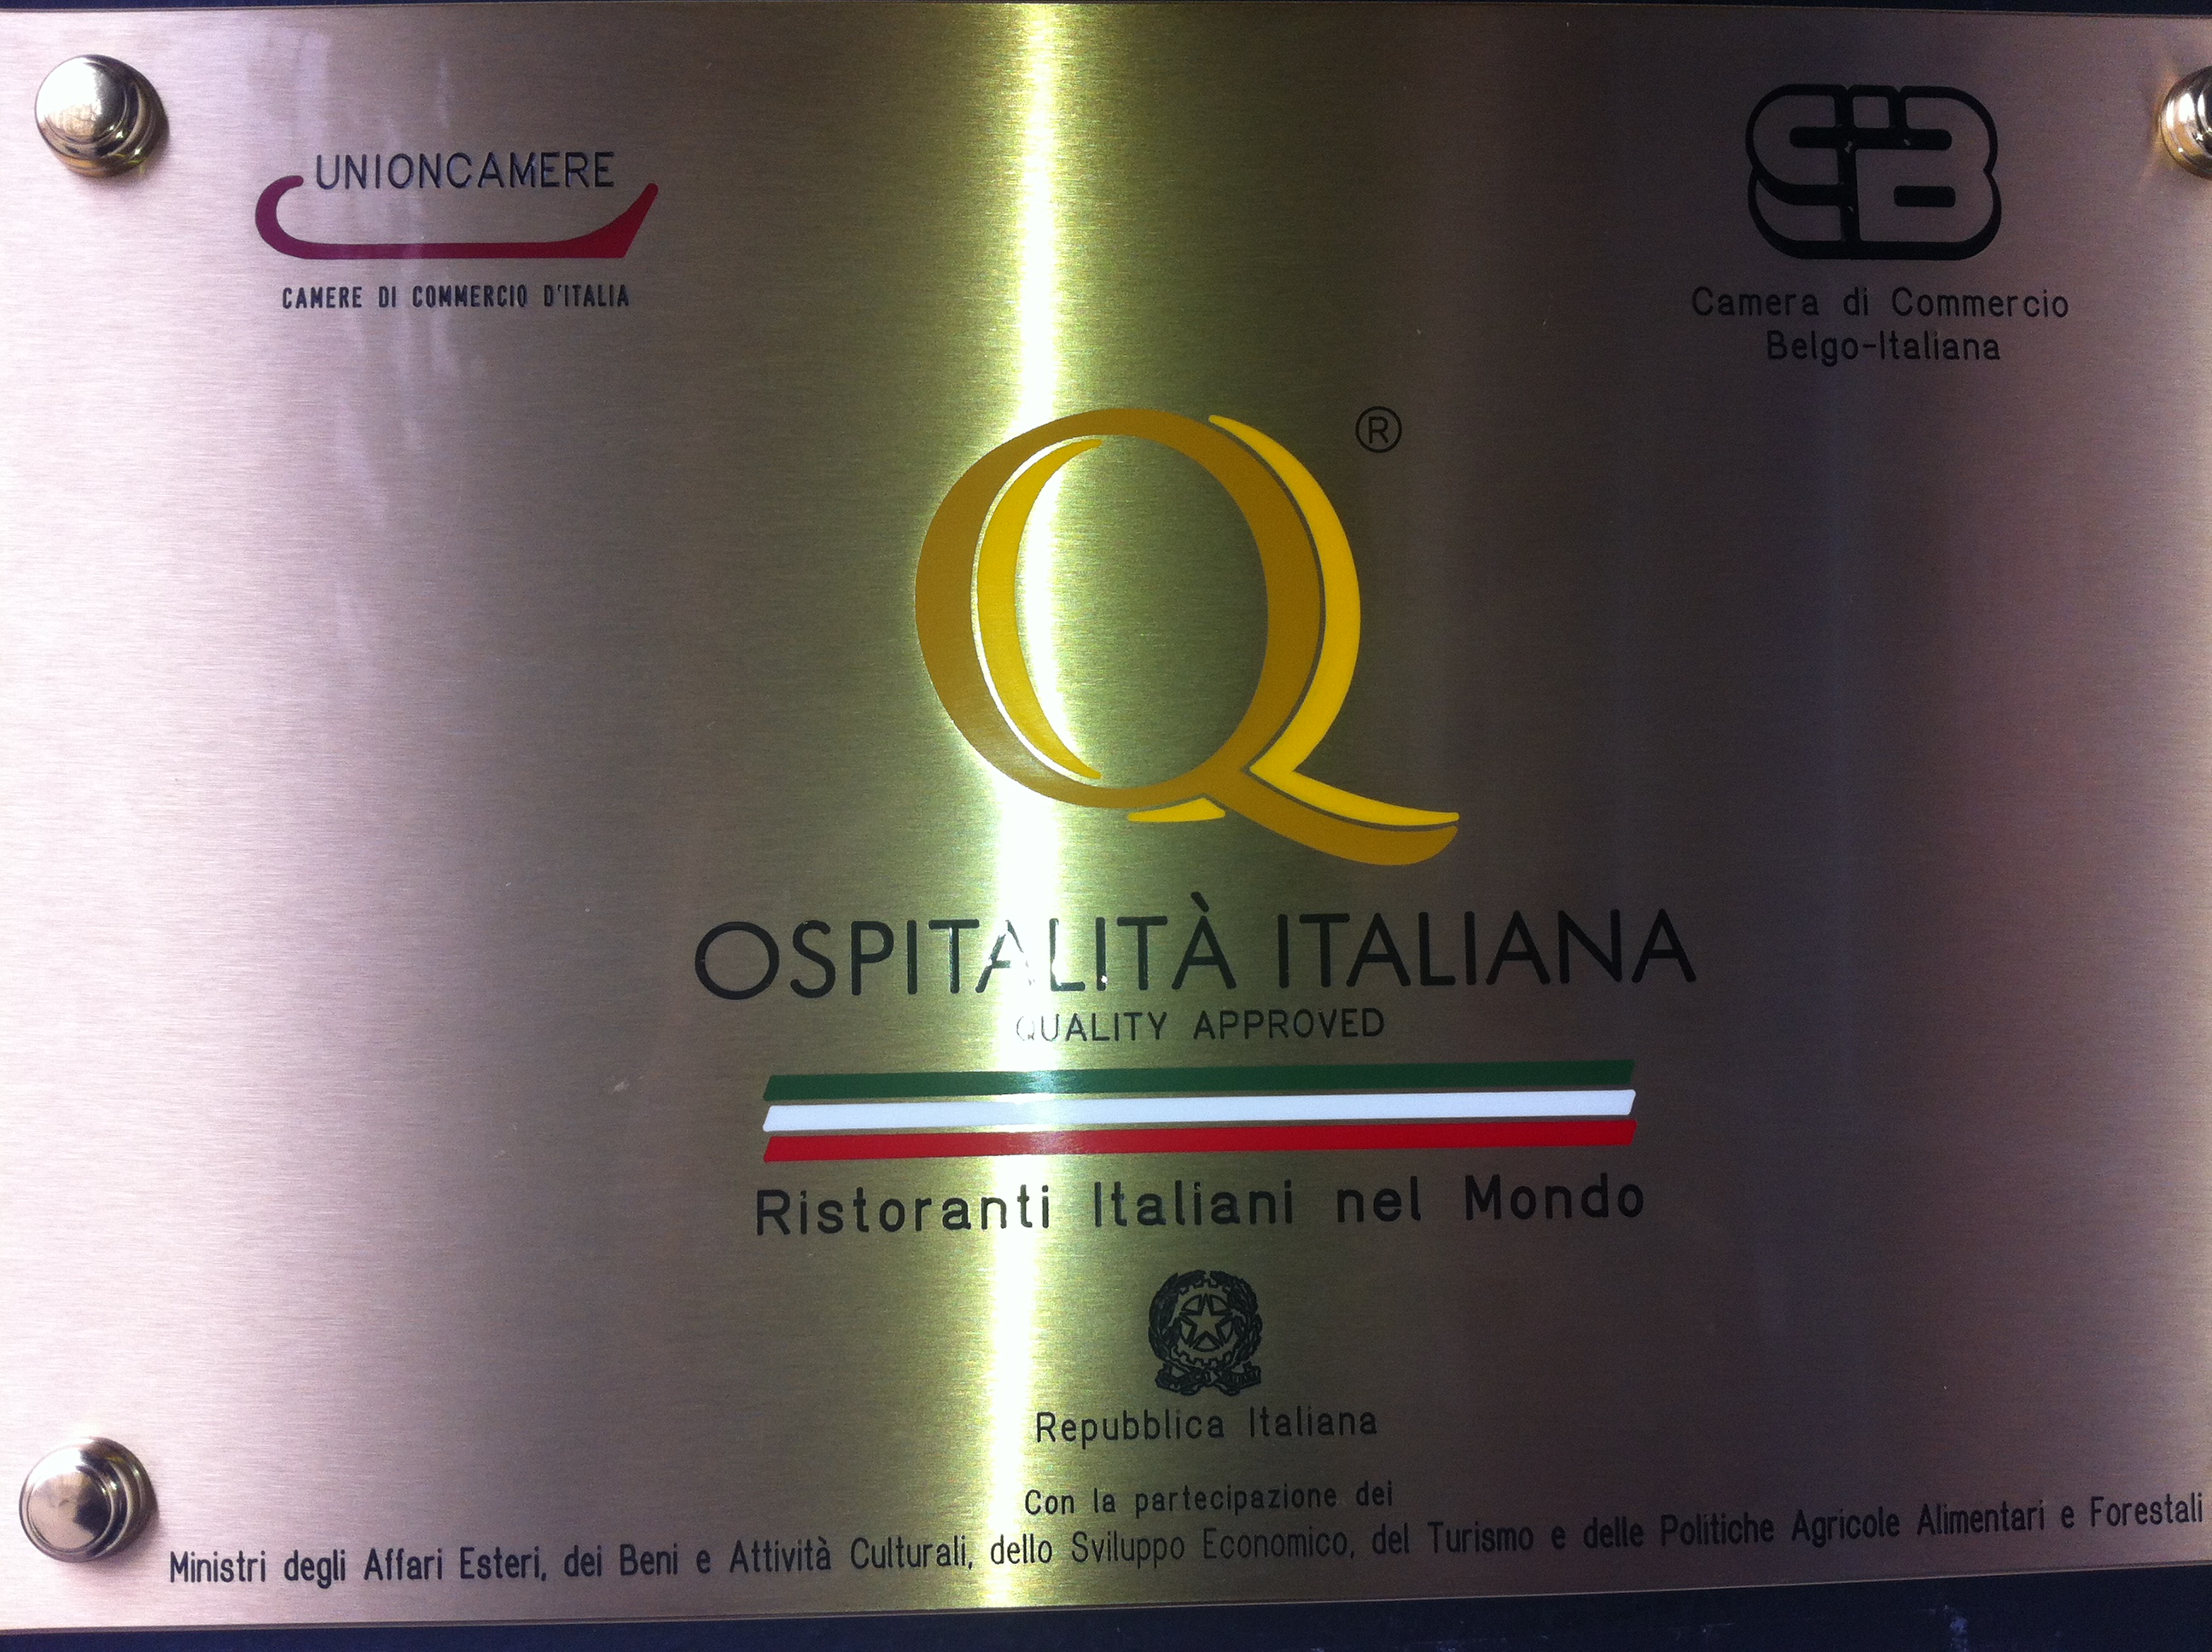 UNIONCAMERE
CAMERE DI COMMERCIO D'ITALIA
CB
Camera di Commercio
Belgo-Italiana
Q ®
OSPITALITÀ ITALIANA
QUALITY APPROVED
Ristoranti Italiani nel Mondo
Repubblica Italiana
Con la partecipazione dei
Ministri degli Affari Esteri, dei Beni e Attività Culturali, dello Sviluppo Economico, del Turismo e delle Politiche Agricole Alimentari e Forestali